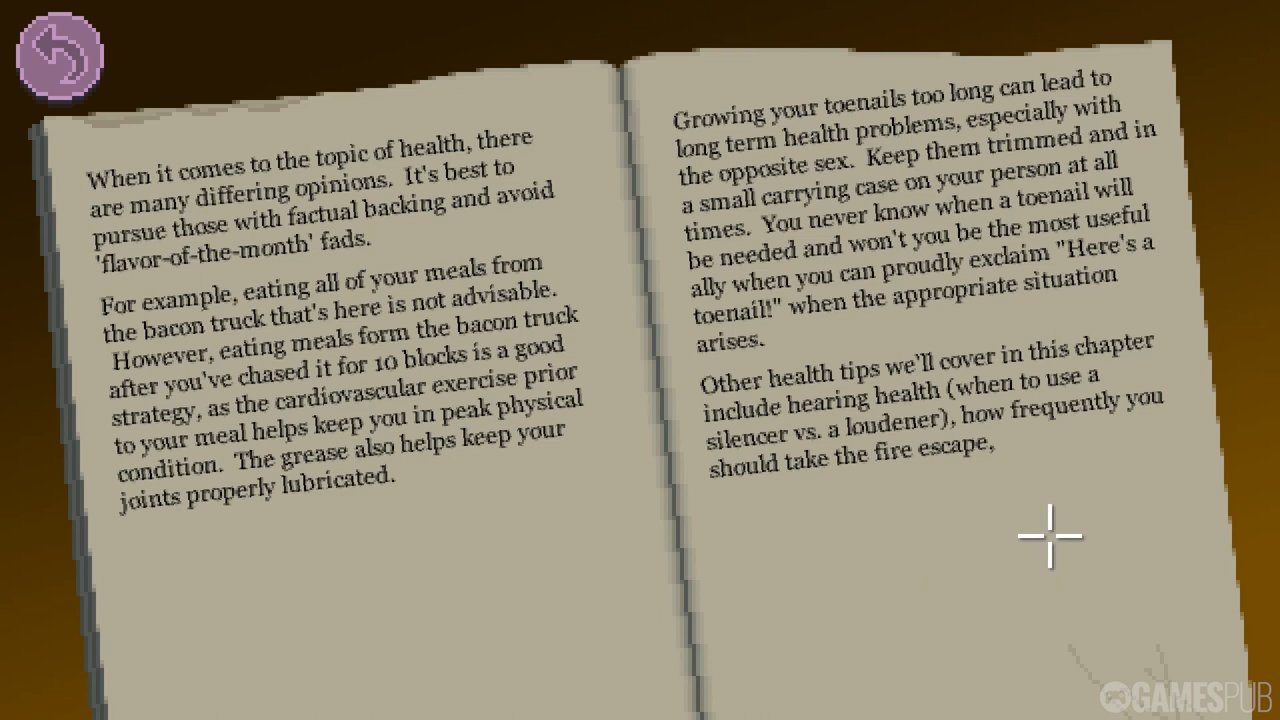 When it comes to the topic of health, there
are many differing opinions.  It's best to
pursue those with factual backing and avoid
'flavor-of-the-month' fads.
For example, eating all of your meals from
the bacon truck that's here is not advisable.
However, eating meals form the bacon truck
after you've chased it for 10 blocks is a good
strategy, as the cardiovascular exercise prior
to your meal helps keep you in peak physical
condition.  The grease also helps keep your
joints properly lubricated.
Growing your toenails too long can lead to
long term health problems, especially with
the opposite sex.  Keep them trimmed and in
a small carrying case on your person at all
times.  You never know when a toenail will
be needed and won't you be the most useful
ally when you can proudly exclaim "Here's a
toenail!" when the appropriate situation
arises.
Other health tips we'll cover in this chapter
include hearing health (when to use a
silencer vs. a loudener), how frequently you
should take the fire escape,
GAMESPUB